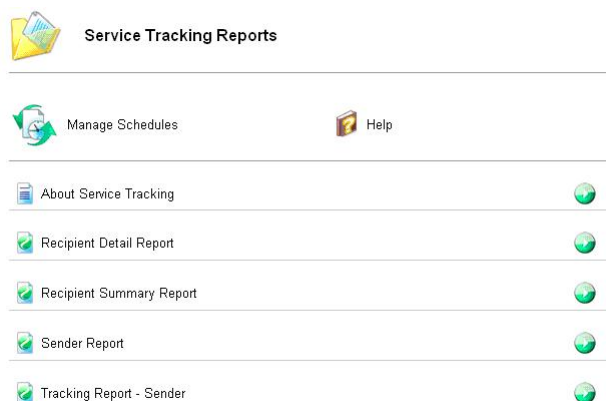 Service Tracking Reports
Manage Schedules Help
About Service Tracking
Recipient Detail Report
Recipient Summary Report
Sender Report
Tracking Report - Sender